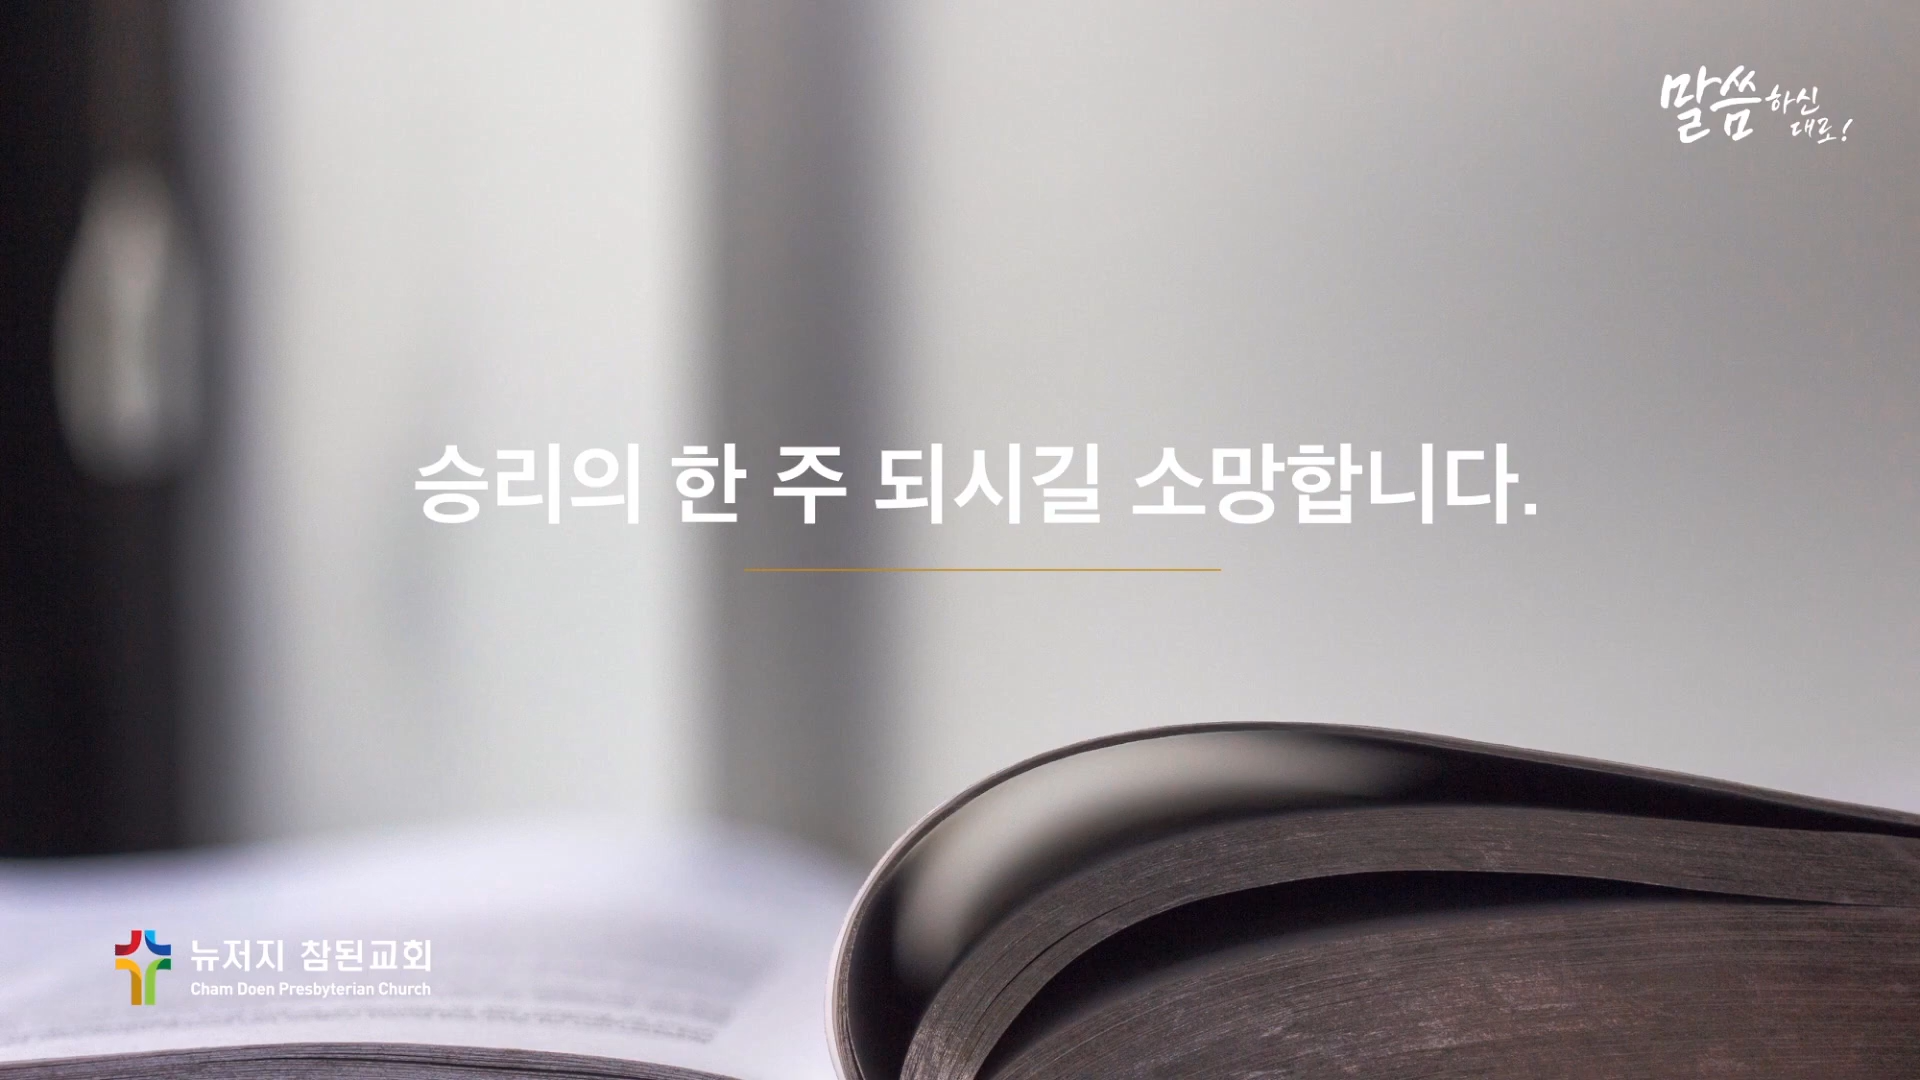 말씀하신
대로!
승리의 한 주 되시길 소망합니다.
뉴저지 참된교회
Cham Doen Presbyterian Church